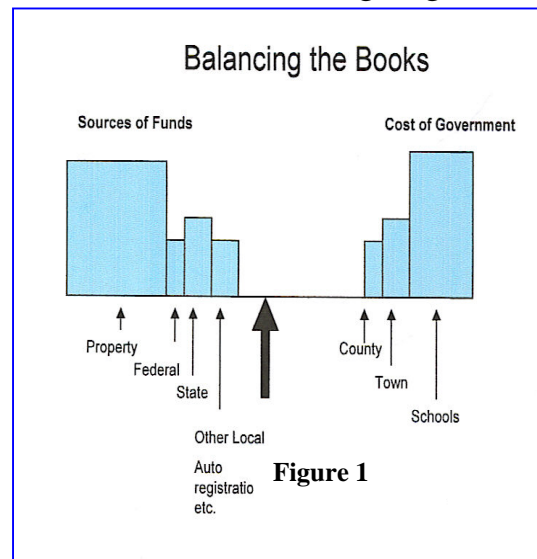 Balancing the Books
Sources of Funds
Cost of Government
Property
Federal
State
Other Local
Auto
registratio
etc.
County
Town
Schools
Figure 1